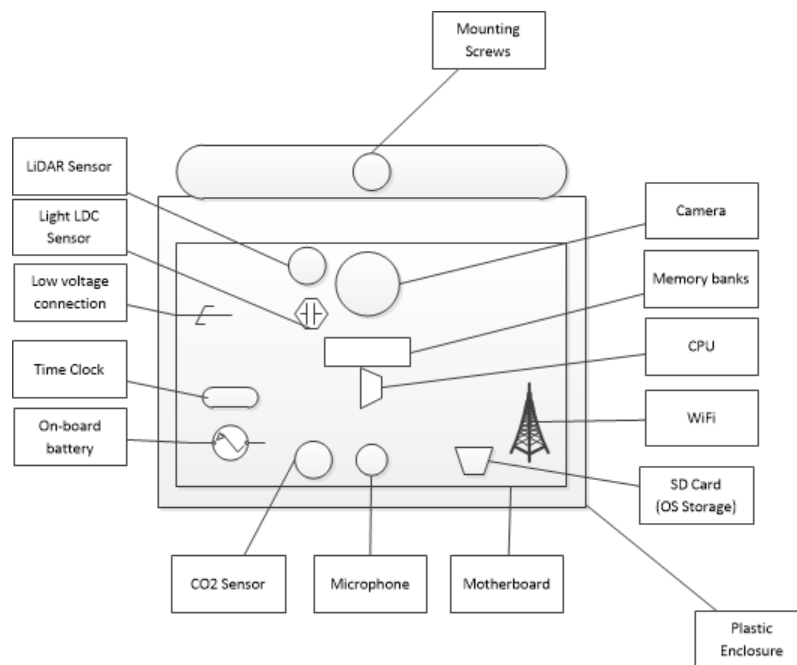 Mounting
Screws
LiDAR Sensor
Light LDC
Sensor
Low voltage
connection
Time Clock
On-board
battery
Camera
Memory banks
CPU
WiFi
SD Card
(OS Storage)
CO2 Sensor
Microphone
Motherboard
Plastic
Enclosure